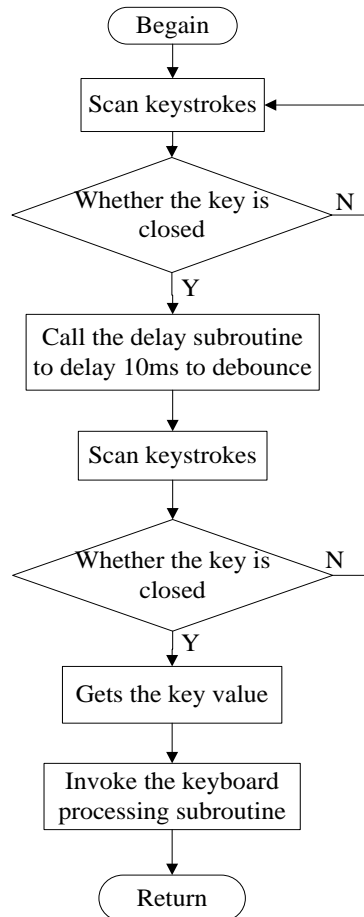 Begain
Scan keystrokes
Whether the key is
closed
N
Y
Call the delay subroutine
to delay 10ms to debounce
Scan keystrokes
Whether the key is
closed
N
Y
Gets the key value
Invoke the keyboard
processing subroutine
Return